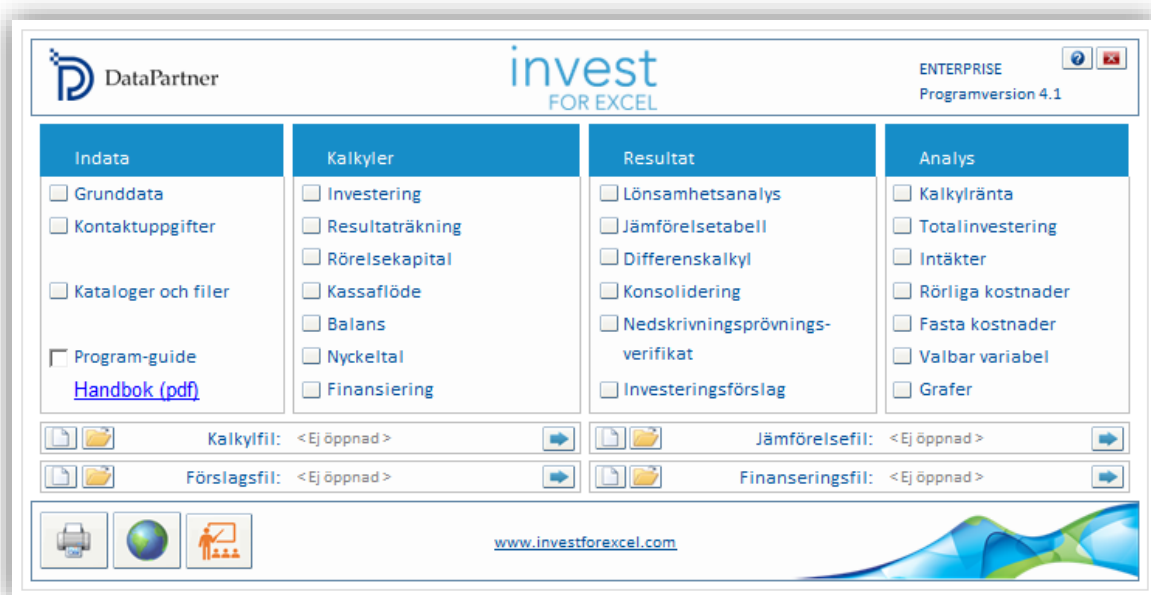 DataPartner
invest
FOR EXCEL
ENTERPRISE
Programversion 4.1
Indata
Grunddata
Kontaktuppgifter
Kataloger och filer
Program-guide
Handbok (pdf)
Kalkyler
Investering
Resultaträkning
Rörelsekapital
Kassaflöde
Balans
Nyckeltal
Finansiering
Resultat
Lönsamhetsanalys
Jämförelsetabell
Differenskalkyl
Konsolidering
Nedskrivningsprövnings-
verifikat
Investeringsförslag
Analys
Kalkylränta
Totalinvestering
Intäkter
Rörliga kostnader
Fasta kostnader
Valbar variabel
Grafer
Kalkylfil: <Ej öppnad>
Jämförelsefil: <Ej öppnad>
Förslagsfil: <Ej öppnad>
Finanseringsfil: <Ej öppnad>
www.investforexcel.com